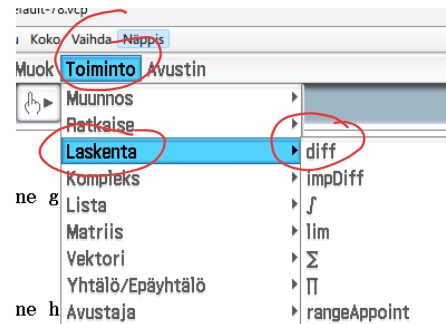 default-78.vcp
u Koko Vaihda Näppis
Muok Toiminto Avustin
Muunnos
Ratkaise
Laskenta diff
Kompleks impDiff
ne g Lista ∫
Matriis lim
Vektori Σ
Yhtälö/Epäyhtälö Π
ne h Avustaja rangeAppoint